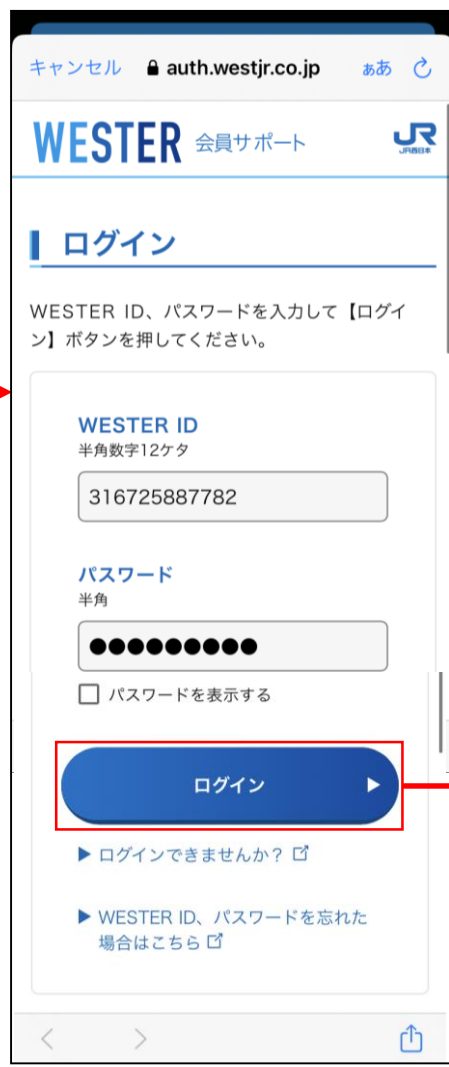 キャンセル auth.westjr.co.jp ぁあ
WESTER 会員サポート JR
JR西日本
ログイン
WESTER ID、パスワードを入力して【ログイ
ン】ボタンを押してください。
WESTER ID
半角数字12ケタ
316725887782
パスワード
半角
●●●●●●●●●
パスワードを表示する
ログイン ▶
▶ ログインできませんか?
▶ WESTER ID、パスワードを忘れた
場合はこちら